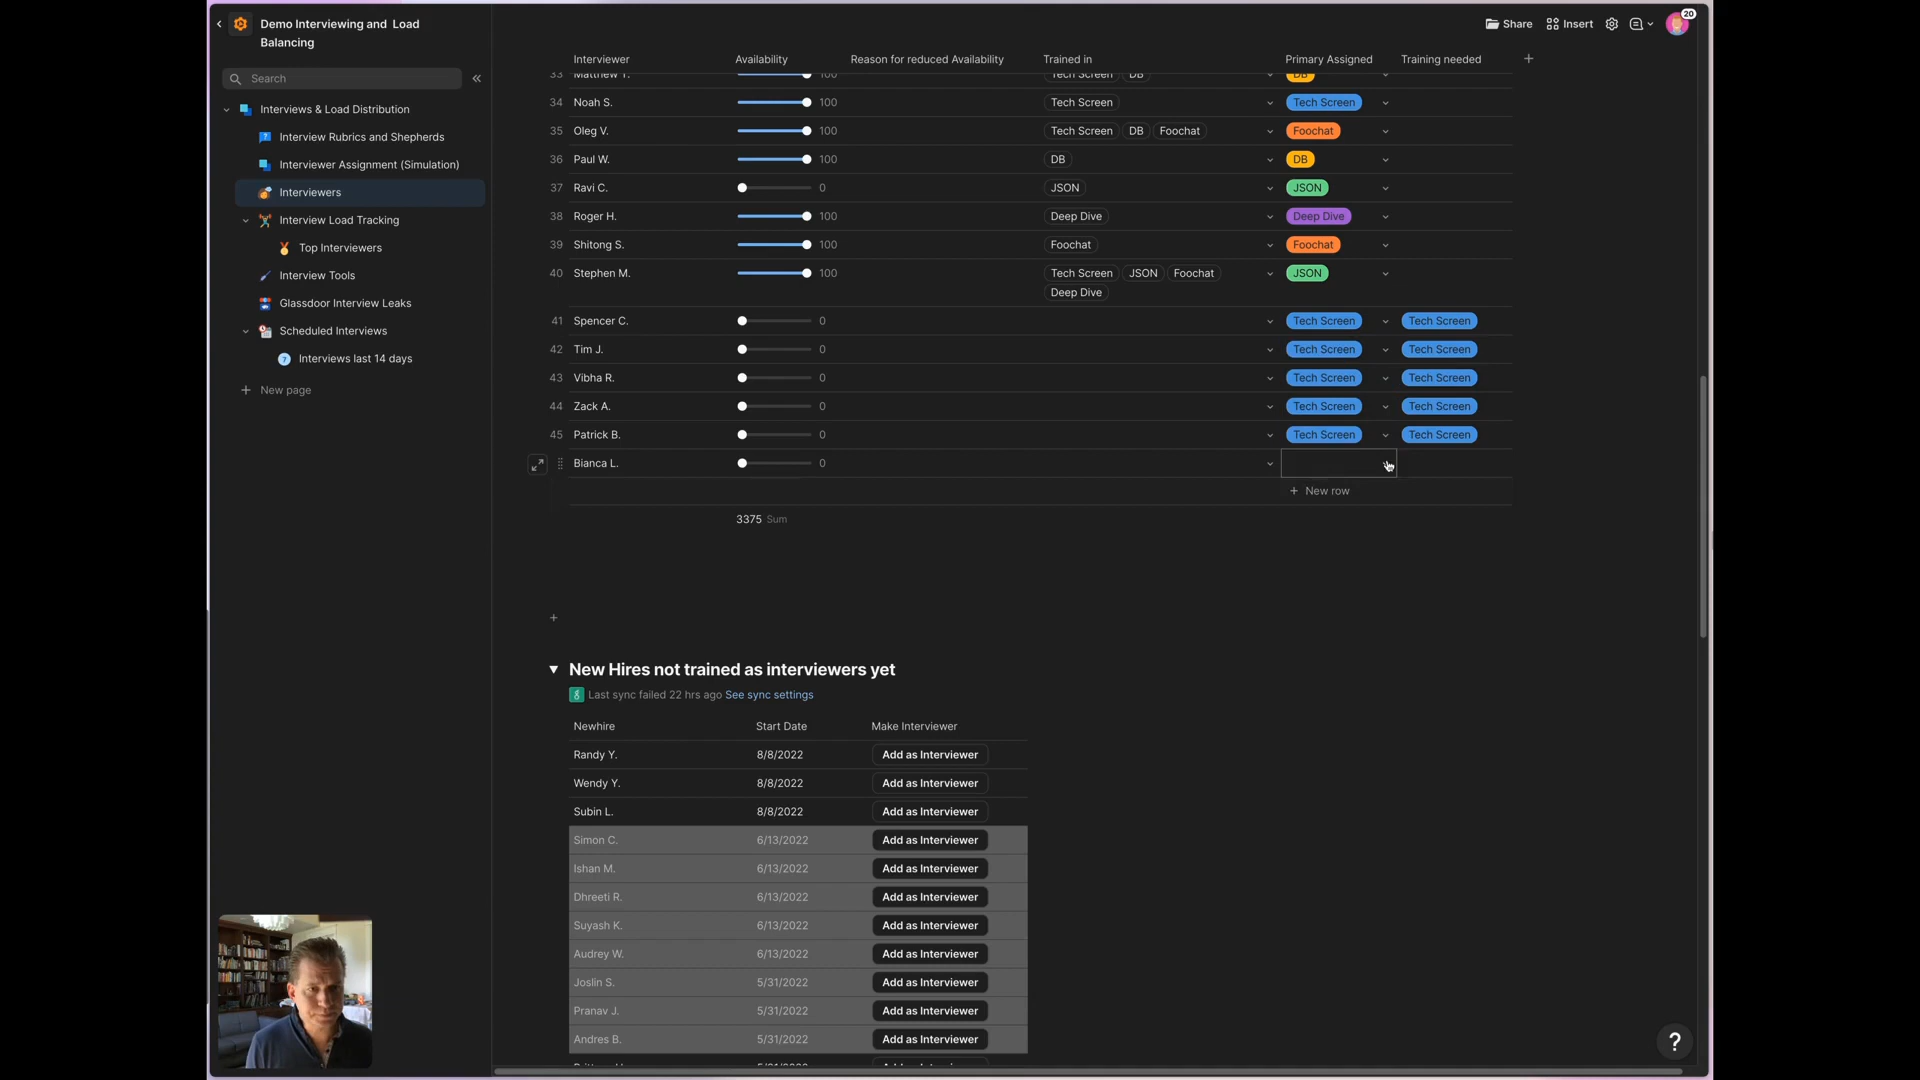 Demo Interviewing and Load
Balancing
Share
Insert
20
Search
Interviews & Load Distribution
Interview Rubrics and Shepherds
Interviewer Assignment (Simulation)
Interviewers
Interview Load Tracking
Top Interviewers
Interview Tools
Glassdoor Interview Leaks
Scheduled Interviews
7 Interviews last 14 days
+ New page
Interviewer Availability Reason for reduced Availability Trained in Primary Assigned Training needed +
33 Matthew T. 100 Tech Screen DB DB
34 Noah S. 100 Tech Screen Tech Screen
35 Oleg V. 100 Tech Screen DB Foochat Foochat
36 Paul W. 100 DB DB
37 Ravi C. 0 JSON JSON
38 Roger H. 100 Deep Dive Deep Dive
39 Shitong S. 100 Foochat Foochat
40 Stephen M. 100 Tech Screen JSON Foochat JSON
Deep Dive
41 Spencer C. 0 Tech Screen Tech Screen
42 Tim J. 0 Tech Screen Tech Screen
43 Vibha R. 0 Tech Screen Tech Screen
44 Zack A. 0 Tech Screen Tech Screen
45 Patrick B. 0 Tech Screen Tech Screen
Bianca L. 0
+ New row
3375 Sum
+
New Hires not trained as interviewers yet
Last sync failed 22 hrs ago See sync settings
Newhire Start Date Make Interviewer
Randy Y. 8/8/2022 Add as Interviewer
Wendy Y. 8/8/2022 Add as Interviewer
Subin L. 8/8/2022 Add as Interviewer
Simon C. 6/13/2022 Add as Interviewer
Ishan M. 6/13/2022 Add as Interviewer
Dhreeti R. 6/13/2022 Add as Interviewer
Suyash K. 6/13/2022 Add as Interviewer
Audrey W. 6/13/2022 Add as Interviewer
Joslin S. 5/31/2022 Add as Interviewer
Pranav J. 5/31/2022 Add as Interviewer
Andres B. 5/31/2022 Add as Interviewer
?